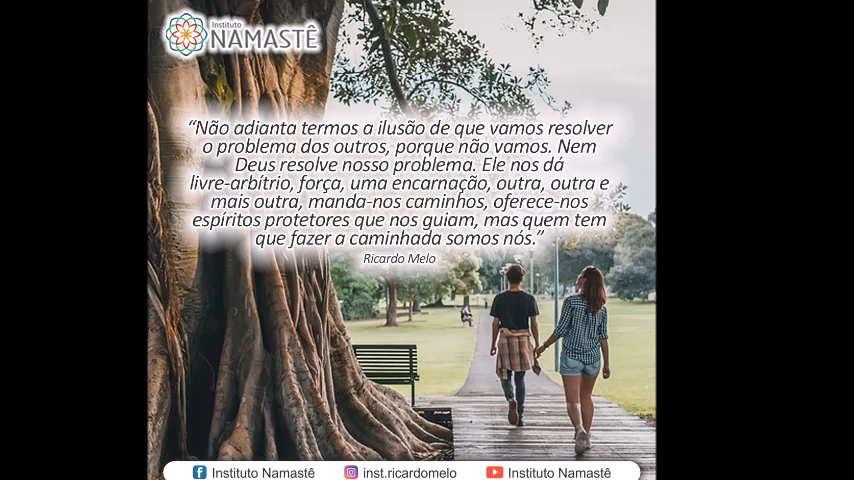 Instituto
NAMASTÊ
“Não adianta termos a ilusão de que vamos resolver
o problema dos outros, porque não vamos. Nem
Deus resolve nosso problema. Ele nos dá
livre-arbítrio, força, uma encarnação, outra, outra e
mais outra, manda-nos caminhos, oferece-nos
espíritos protetores que nos guiam, mas quem tem
que fazer a caminhada somos nós.”
Ricardo Melo
Instituto Namastê inst.ricardomelo Instituto Namastê